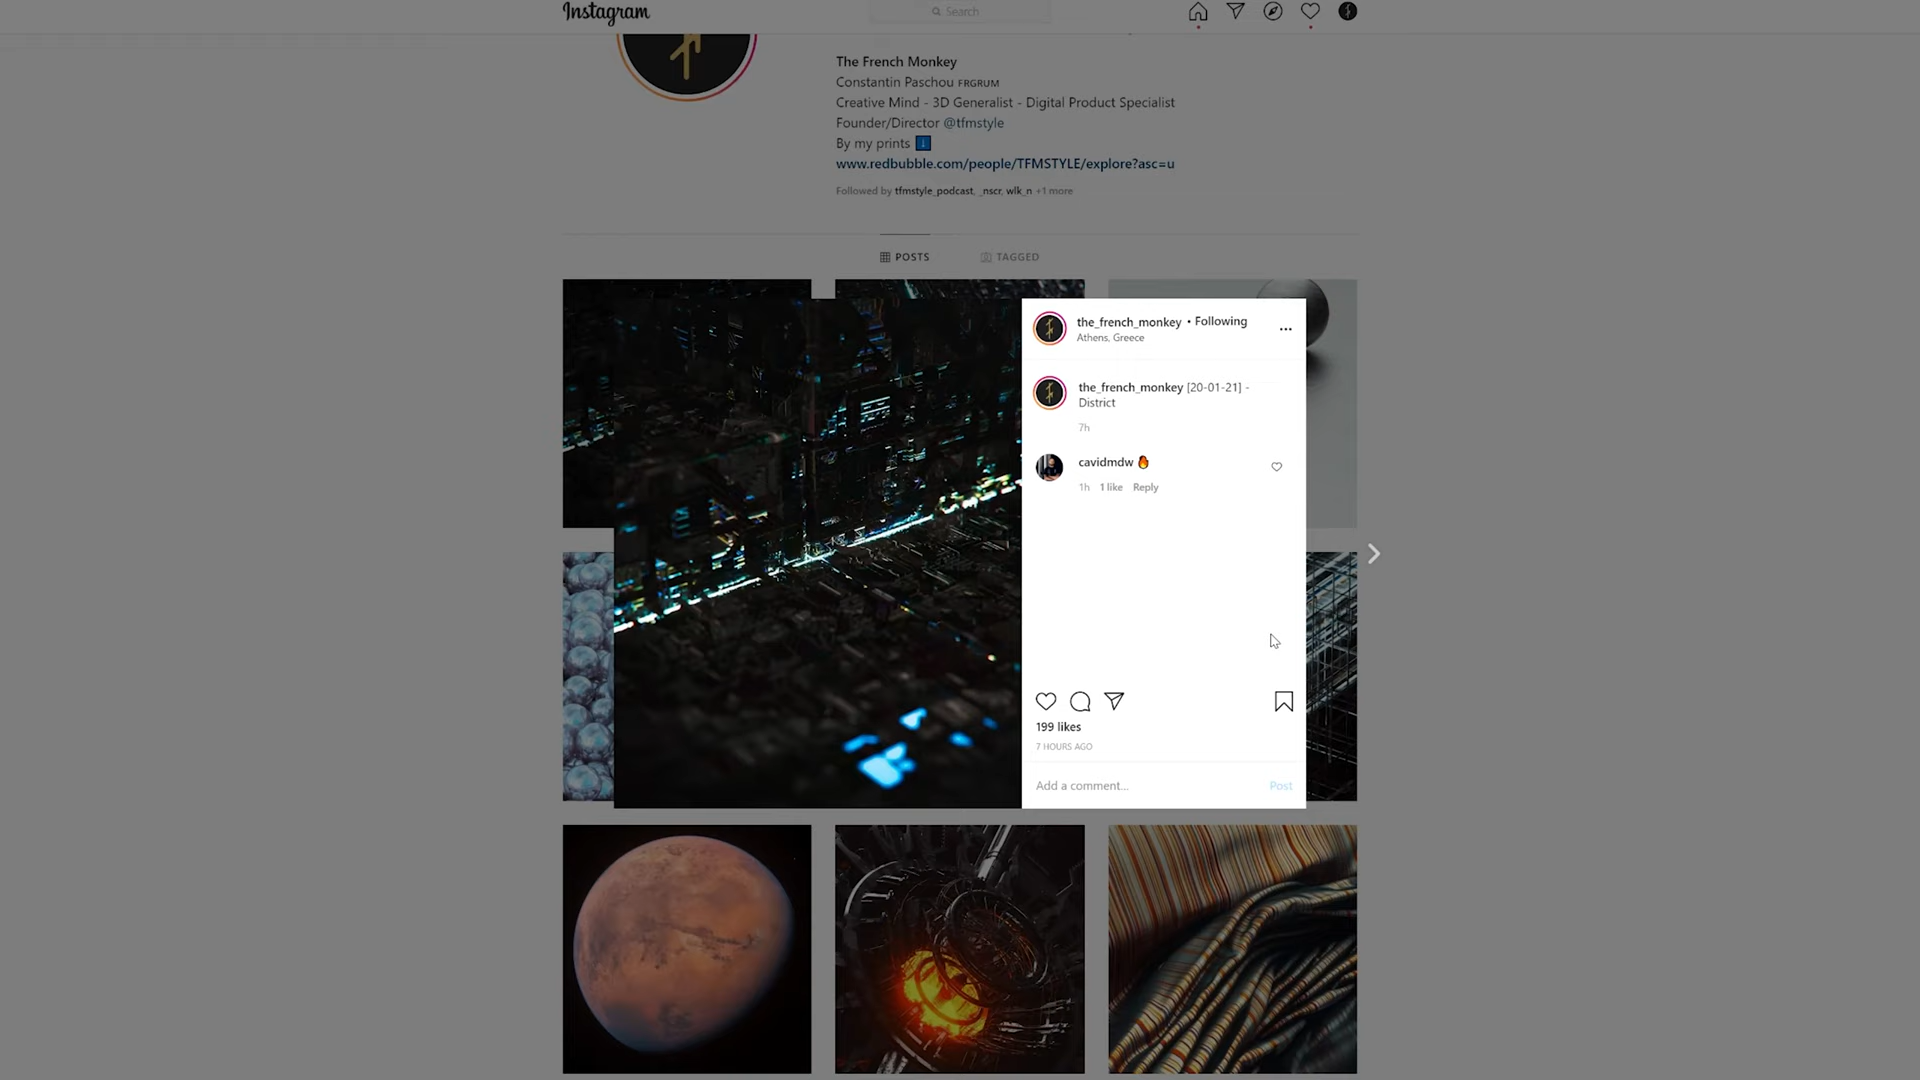 Instagram
Search
The French Monkey
Constantin Paschou FRGRUM
Creative Mind - 3D Generalist - Digital Product Specialist
Founder/Director @tfmstyle
By my prints
www.redbubble.com/people/TFMSTYLE/explore?asc=u
Followed by tfmstyle_podcast, _nscr, wlk_n +1 more
POSTS
TAGGED
the_french_monkey • Following
Athens, Greece
the_french_monkey [20-01-21] -
District
7h
cavidmdw 🔥
1h 1 like Reply
199 likes
7 HOURS AGO
Add a comment...
Post